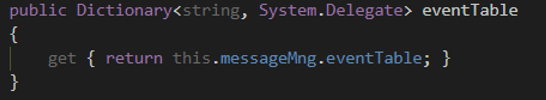 public Dictionary<string, System.Delegate> eventTable
{
    get { return this.messageMng.eventTable; }
}